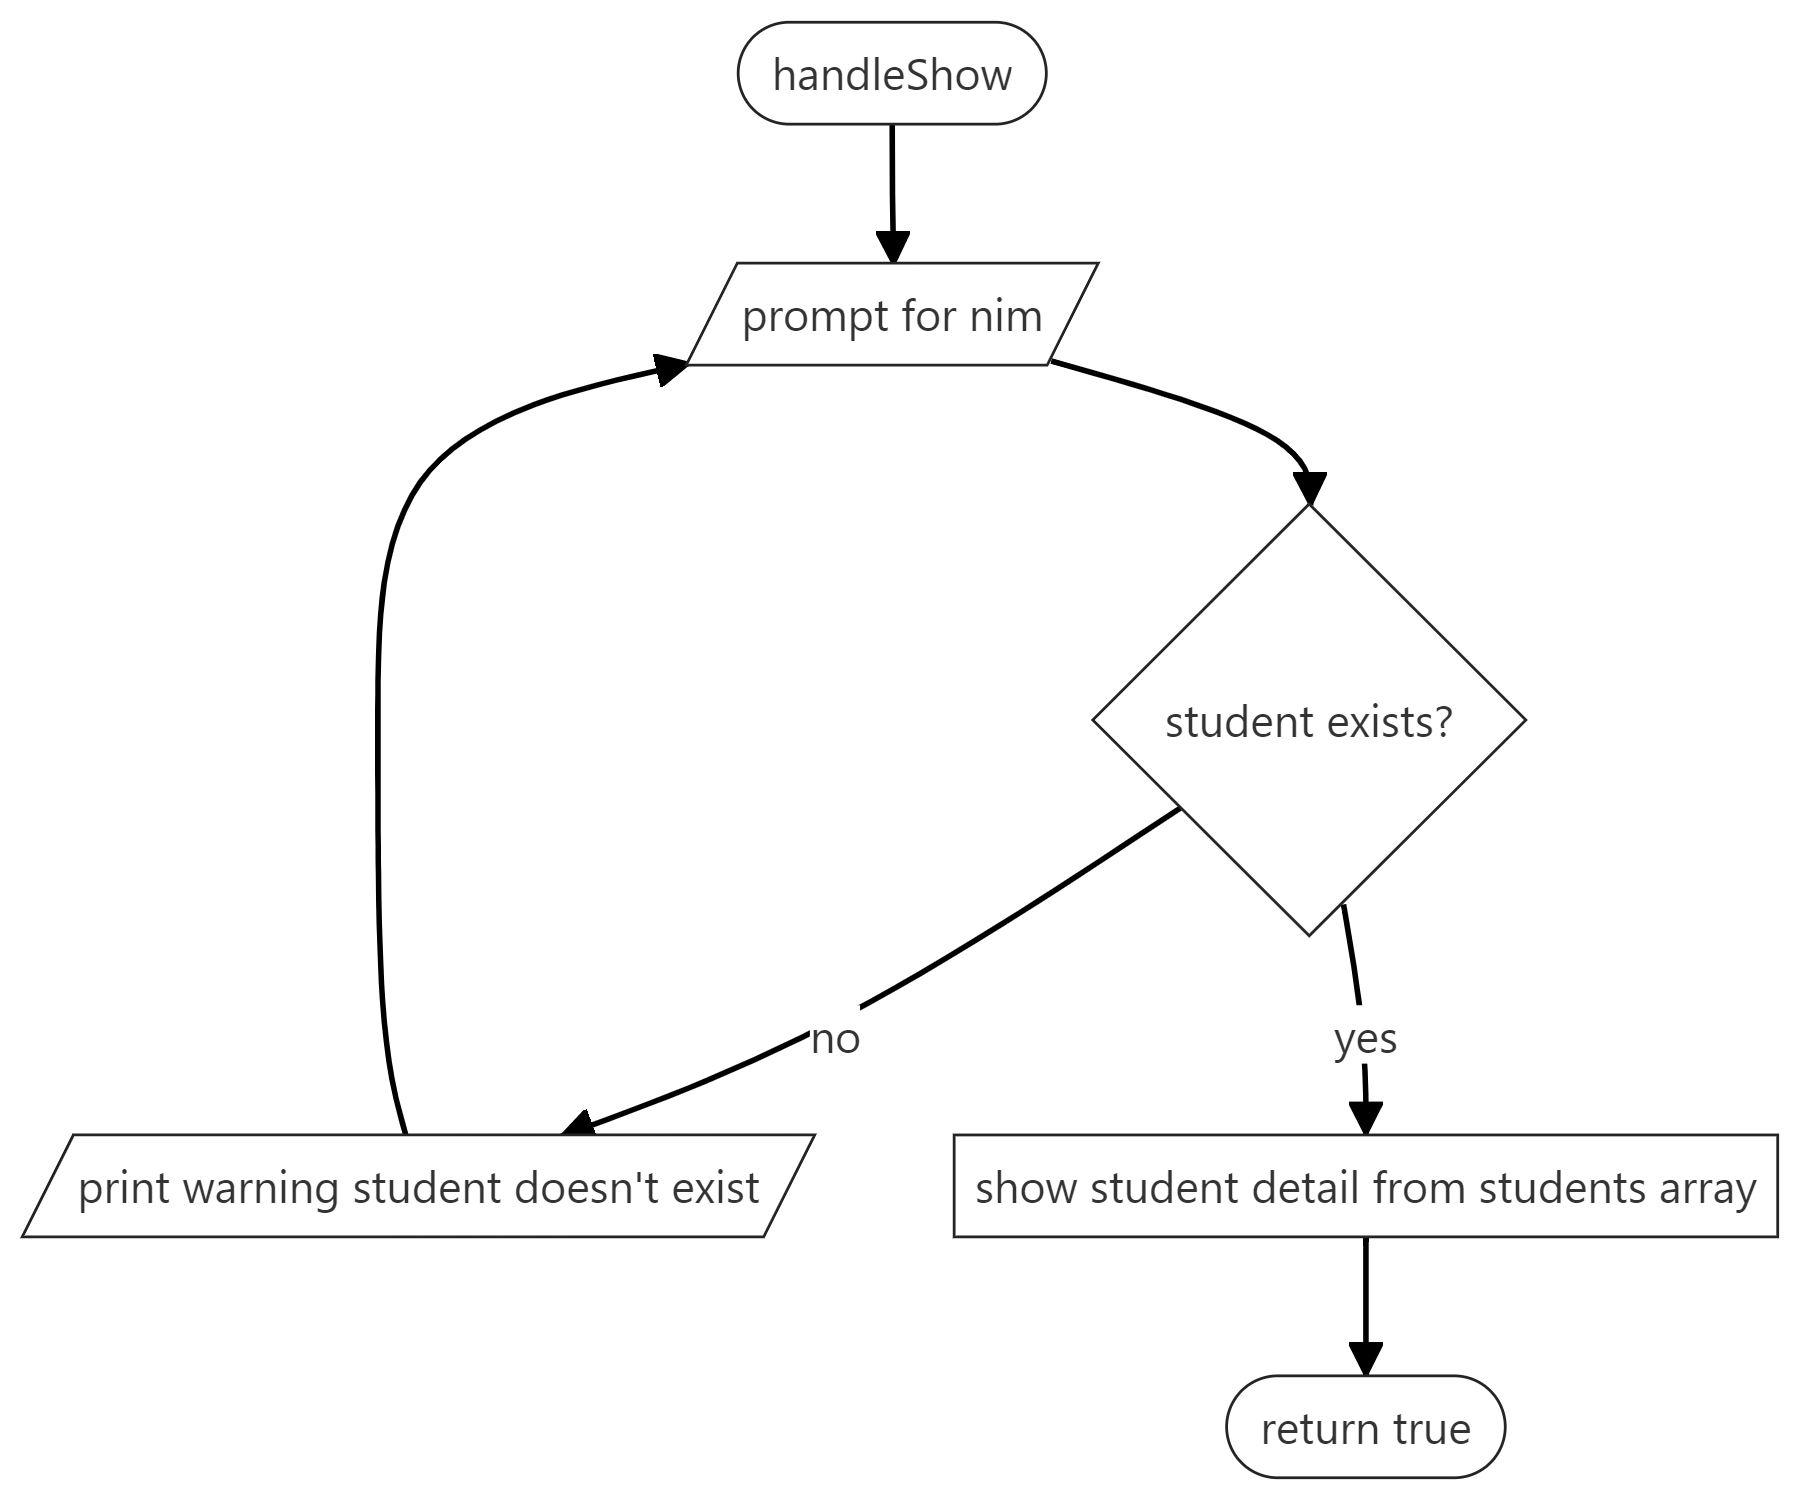 handleShow
prompt for nim
student exists?
no
yes
print warning student doesn't exist
show student detail from students array
return true